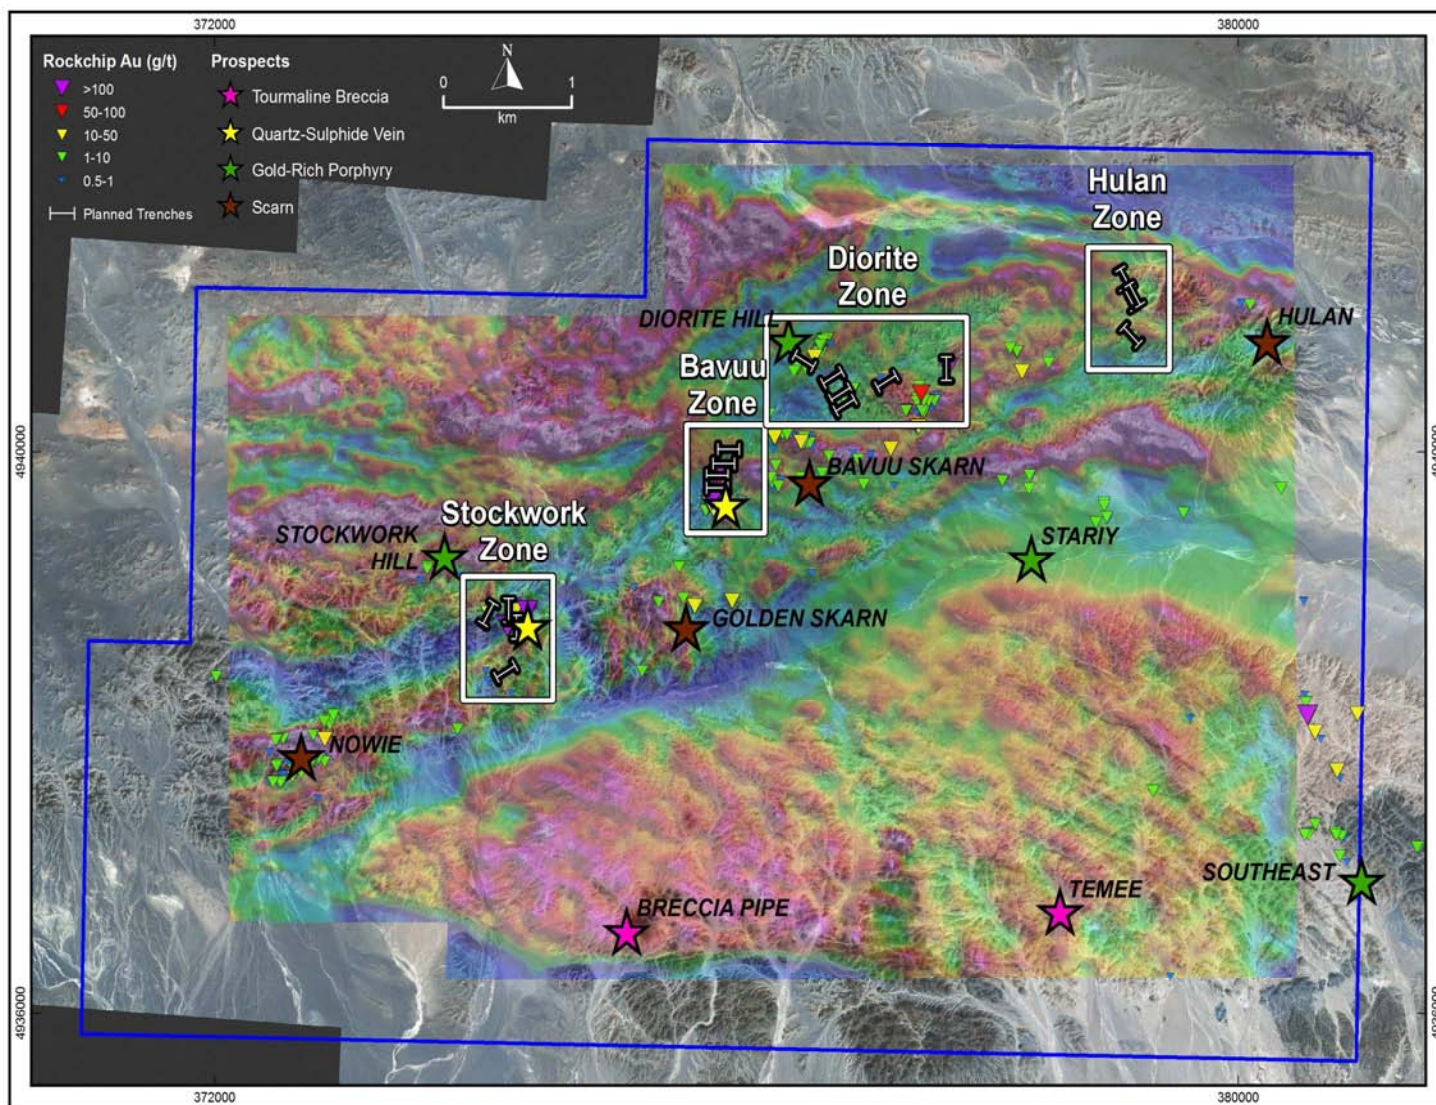 372000
380000
Rockchip Au (g/t)
>100
50-100
10-50
1-10
0.5-1
Planned Trenches
Prospects
Tourmaline Breccia
Quartz-Sulphide Vein
Gold-Rich Porphyry
Scarn
N
0
1
km
Hulan
Zone
Diorite
Zone
DIORITE HILL
HULAN
Bavuu
Zone
4940000
4940000
BAVUU SKARN
Stockwork
Zone
STOCKWORK
HILL
STARIY
GOLDEN SKARN
NOWIE
SOUTHEAST
TEMEE
BRECCIA PIPE
4936000
4936000
372000
380000